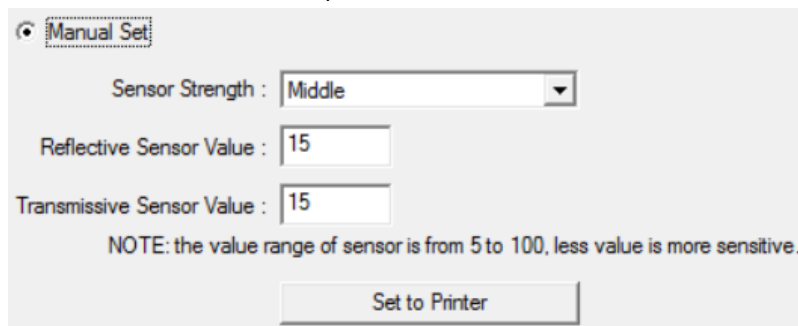 Manual Set
Sensor Strength : Middle
Reflective Sensor Value : 15
Transmissive Sensor Value : 15
NOTE: the value range of sensor is from 5 to 100, less value is more sensitive.
Set to Printer